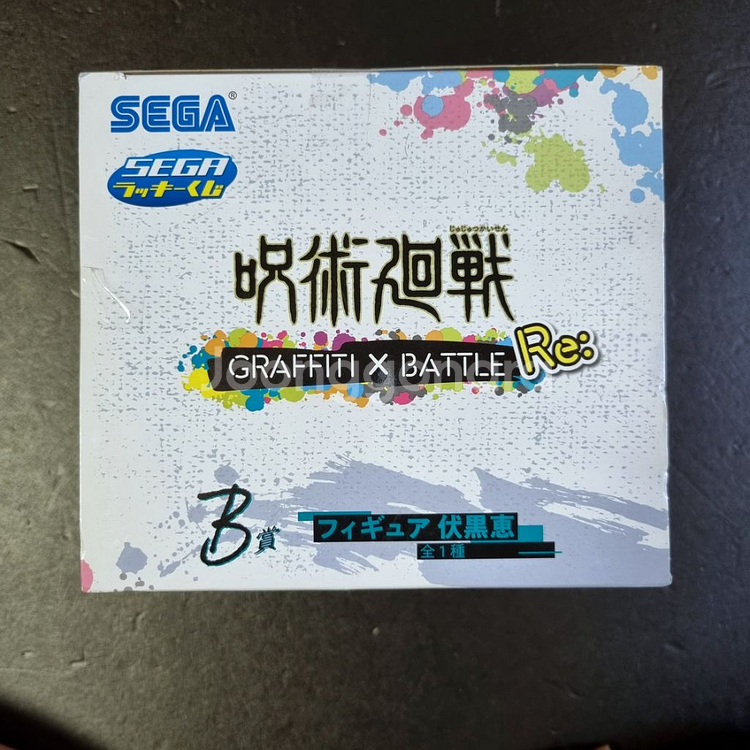 SEGA®
SEGA
ラッキーくじ
じゅじゅつかいせん
呪術廻戦
GRAFFITI X BATTLE Re:
Joonggonara
B賞
フィギュア 伏黒恵
全1種